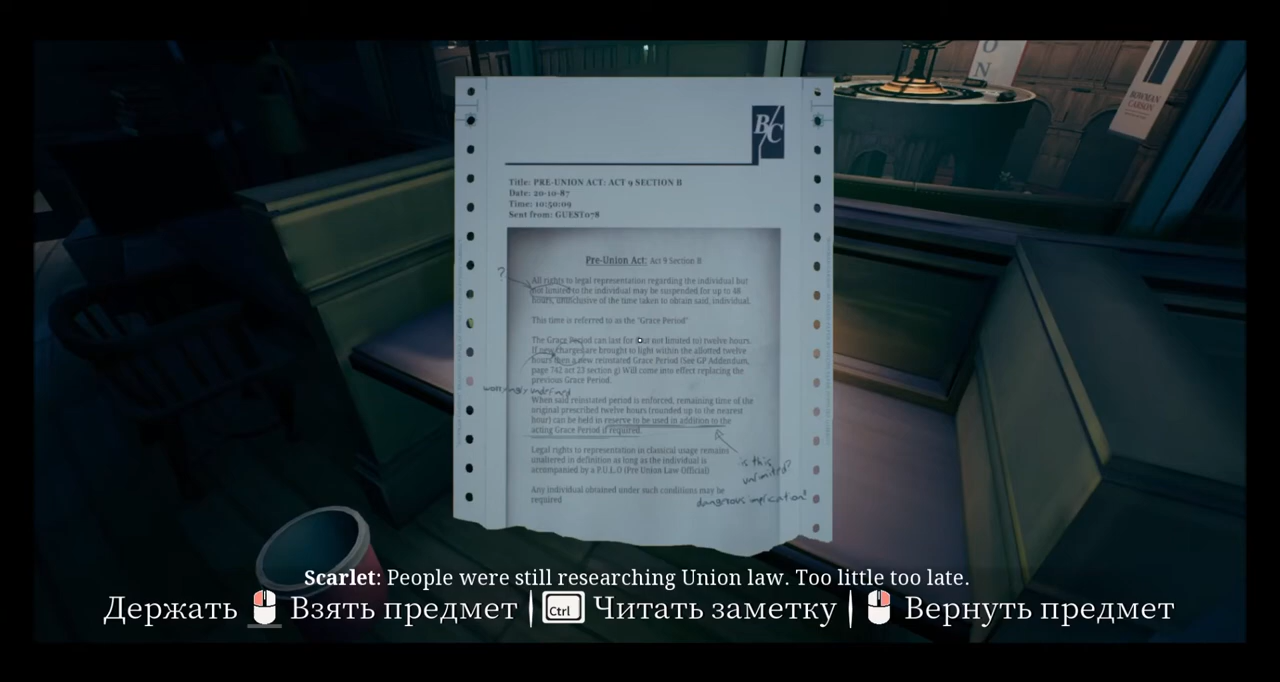 O
N
BOWMAN
CARSON
B/C
Title: PRE-UNION ACT: ACT 9 SECTION B
Date: 20-10-87
Time: 10:50:09
Sent from: GUEST078
Pre-Union Act: Act 9 Section B
?
All rights to legal representation regarding the individual but
not limited to the individual may be suspended for up to 48
hours, uninclusive of the time taken to obtain said, individual.
This time is referred to as the "Grace Period"
The Grace Period can last for (but not limited to) twelve hours.
If new charges are brought to light within the allotted twelve
hours then a new reinstated Grace Period (See GP Addendum,
page 742 act 23 section g) Will come into effect replacing the
previous Grace Period.
When said reinstated period is enforced, remaining time of the
original prescribed twelve hours (rounded up to the nearest
hour) can be held in reserve to be used in addition to the
acting Grace Period if required.
Legal rights to representation in classical usage remains
unaltered in definition as long as the individual is
accompanied by a P.U.L.O (Pre Union Law Official)
is this
unlimited?
dangerous implication!
Any individual obtained under such conditions may be
required
Scarlet: People were still researching Union law. Too little too late.
Держать Взять предмет | Ctrl Читать заметку | Вернуть предмет